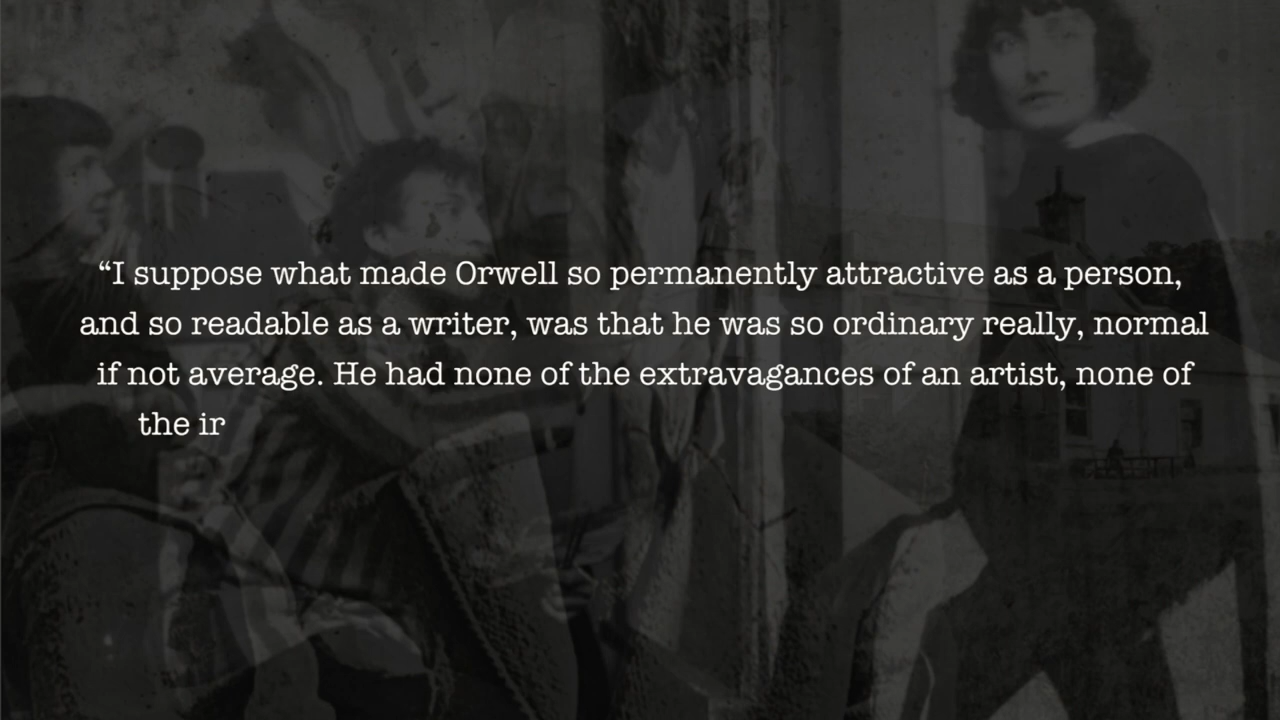 “I suppose what made Orwell so permanently attractive as a person,
and so readable as a writer, was that he was so ordinary really, normal
if not average. He had none of the extravagances of an artist, none of
the ir